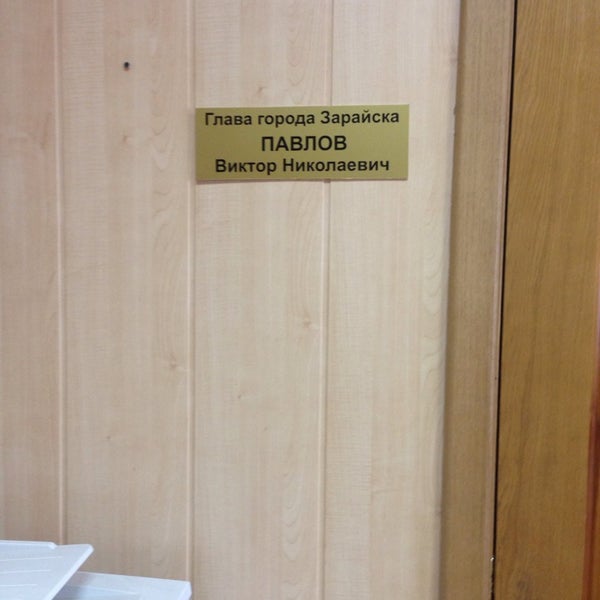 Глава города Зарайска
ПАВЛОВ
Виктор Николаевич